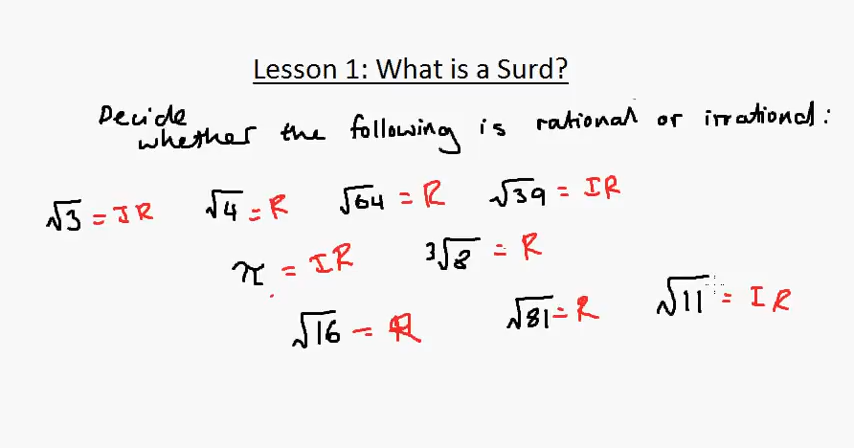 Lesson 1: What is a Surd?
Decide
whether the following is rational or irrational:
√3 = IR √4 = R √64 = R √39 = IR
π = IR ³√8 = R
√16 = R √81 = R √11 = IR